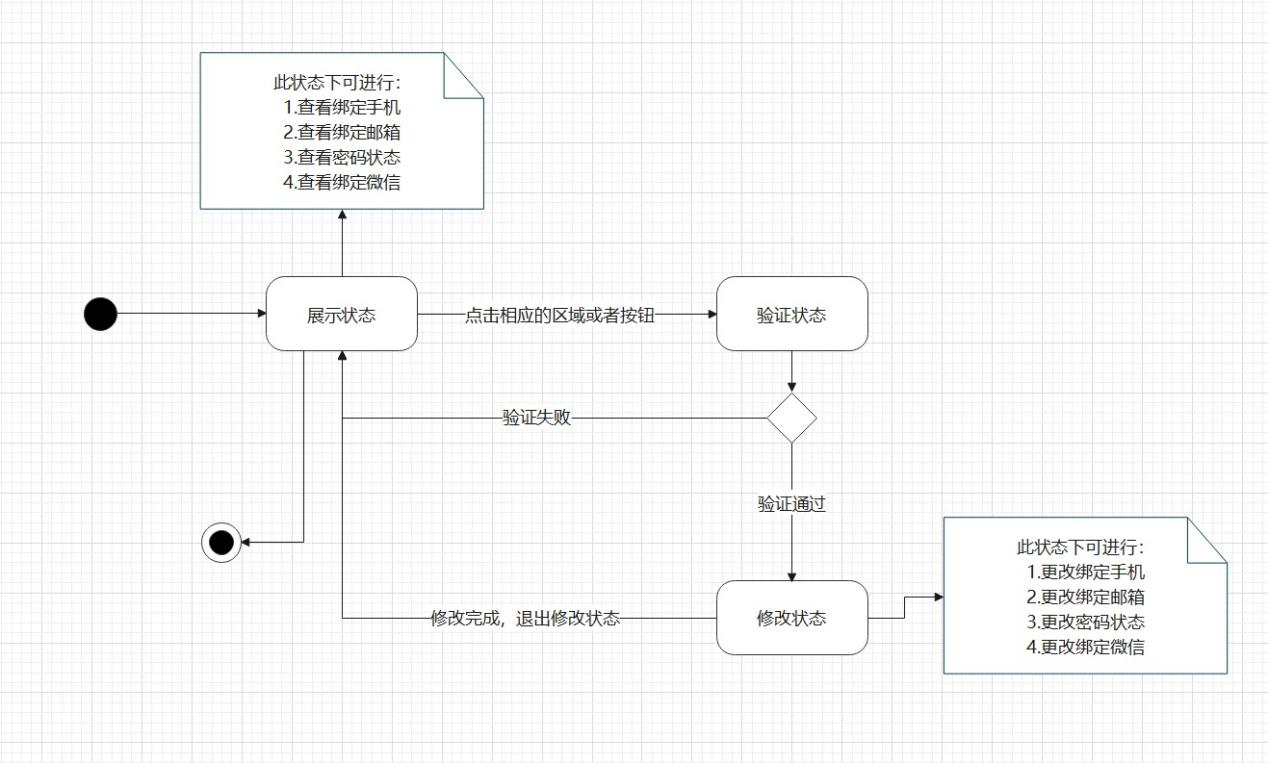 此状态下可进行：
1.查看绑定手机
2.查看绑定邮箱
3.查看密码状态
4.查看绑定微信
展示状态
点击相应的区域或者按钮
验证状态
验证失败
验证通过
修改完成，退出修改状态
修改状态
此状态下可进行：
1.更改绑定手机
2.更改绑定邮箱
3.更改密码状态
4.更改绑定微信